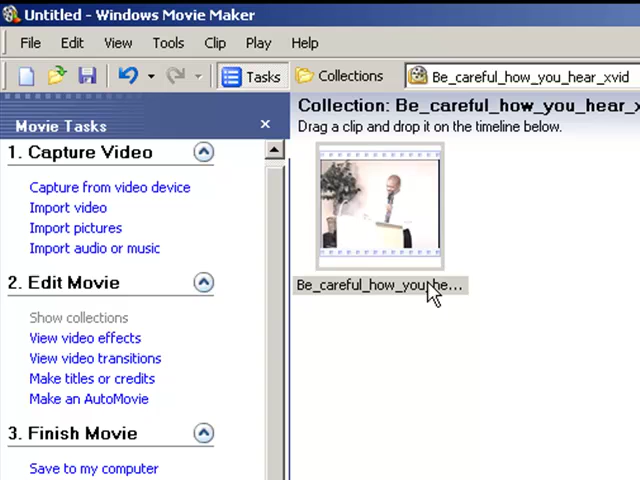 Untitled - Windows Movie Maker
File Edit View Tools Clip Play Help
Tasks Collections Be_careful_how_you_hear_xvid
Movie Tasks
Collection: Be_careful_how_you_hear_x
Drag a clip and drop it on the timeline below.
1. Capture Video
Capture from video device
Import video
Import pictures
Import audio or music
Be_careful_how_you_he...
2. Edit Movie
Show collections
View video effects
View video transitions
Make titles or credits
Make an AutoMovie
3. Finish Movie
Save to my computer